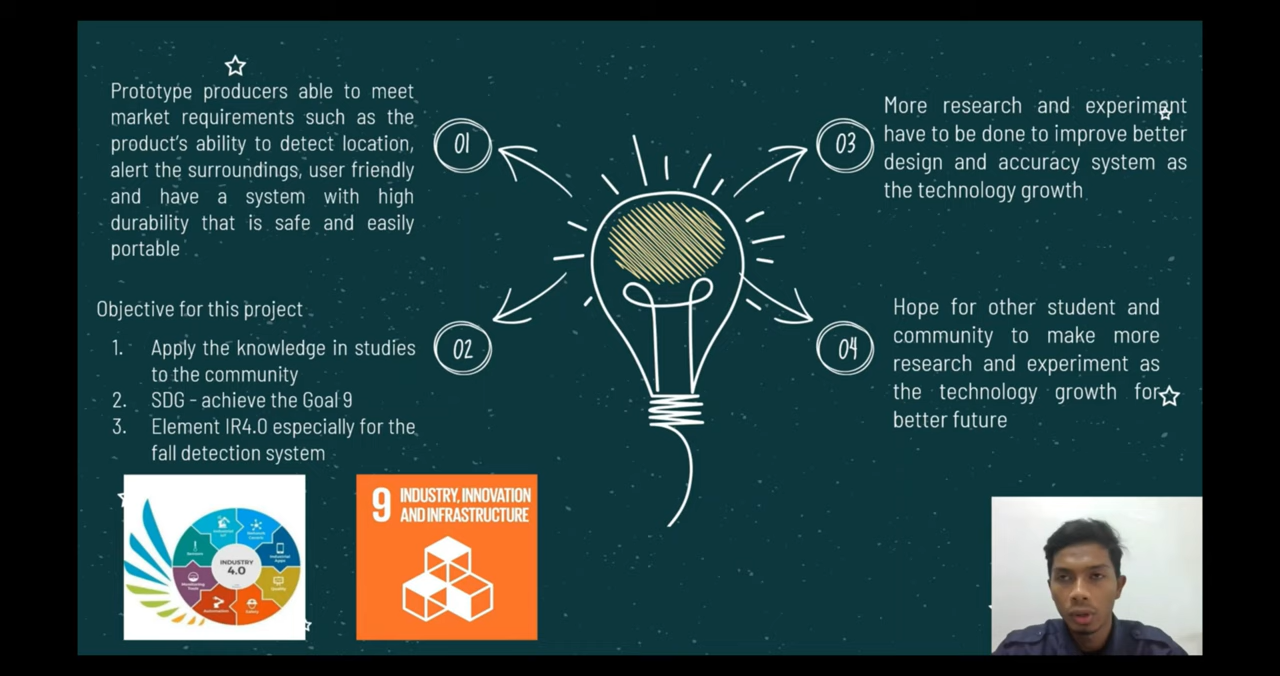 Prototype producers able to meet
market requirements such as the
product's ability to detect location,
alert the surroundings, user friendly
and have a system with high
durability that is safe and easily
portable
01
Objective for this project
1. Apply the knowledge in studies
to the community
2. SDG - achieve the Goal 9
3. Element IR4.0 especially for the
fall detection system
02
03
More research and experiment
have to be done to improve better
design and accuracy system as
the technology growth
04
Hope for other student and
community to make more
research and experiment as
the technology growth for
better future
INDUSTRY
4.0
Quality
9 INDUSTRY, INNOVATION
AND INFRASTRUCTURE